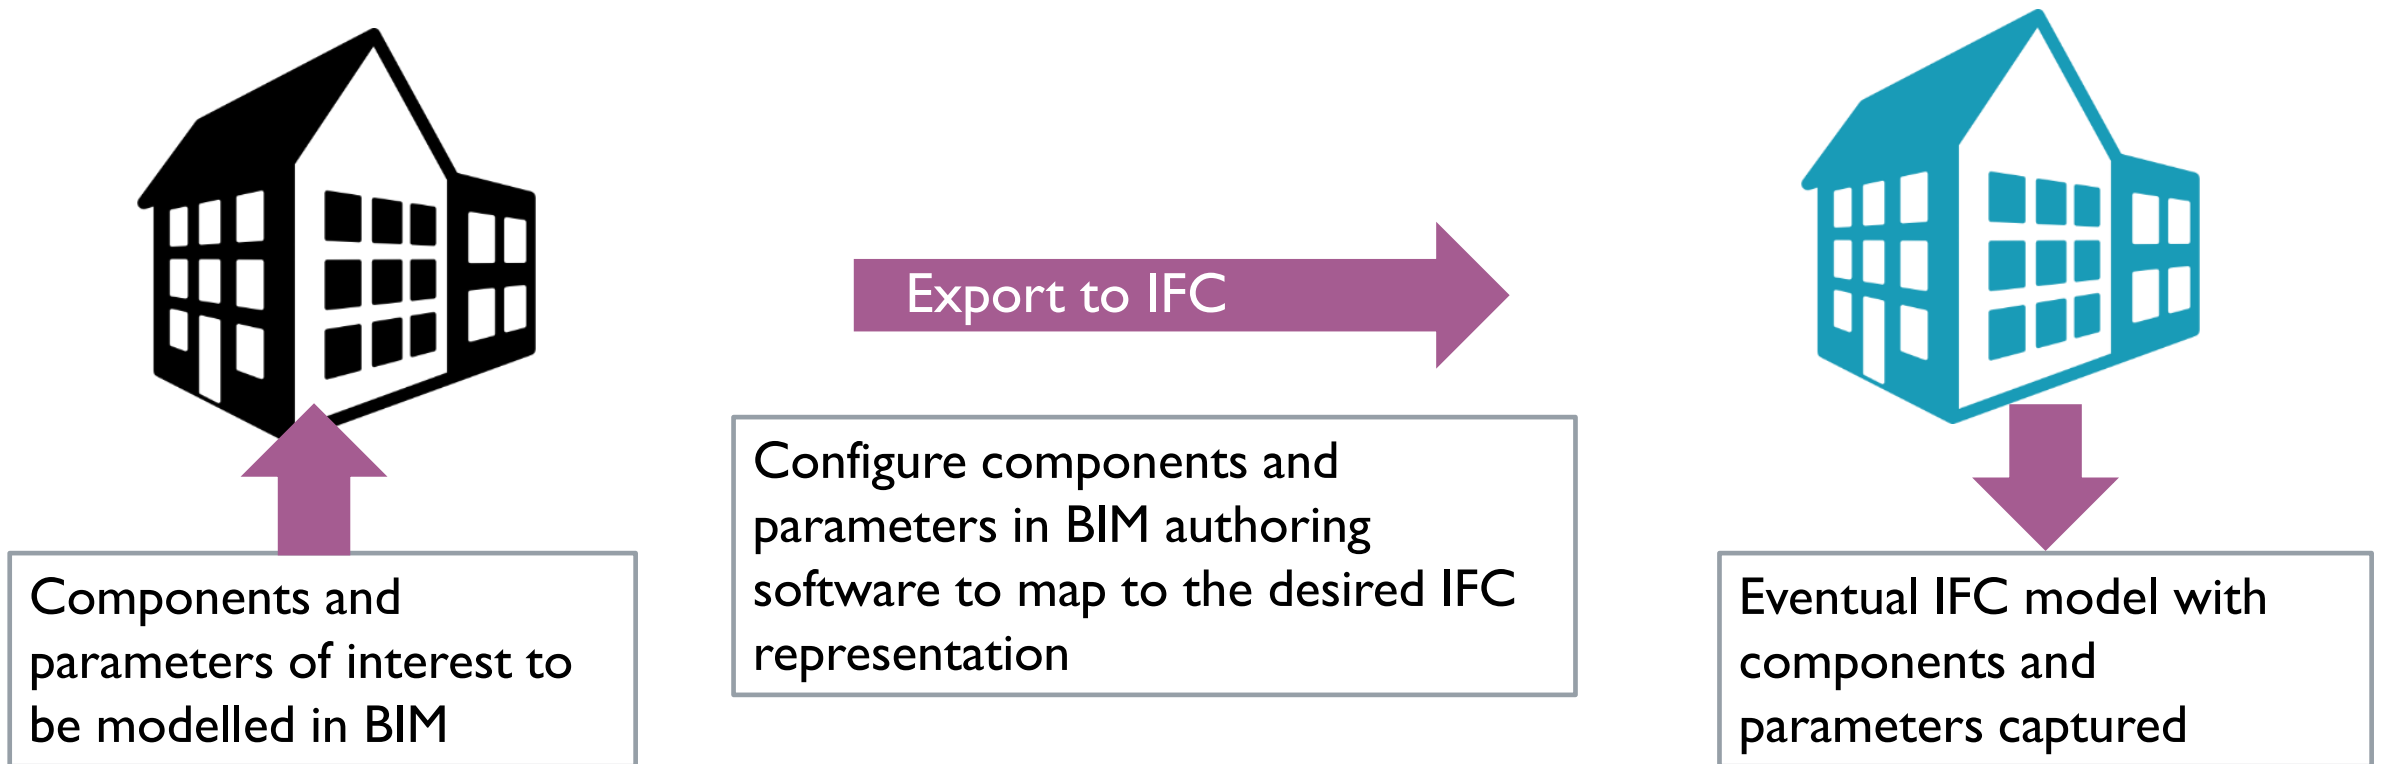 Export to IFC
Components and
parameters of interest to
be modelled in BIM
Configure components and
parameters in BIM authoring
software to map to the desired IFC
representation
Eventual IFC model with
components and
parameters captured